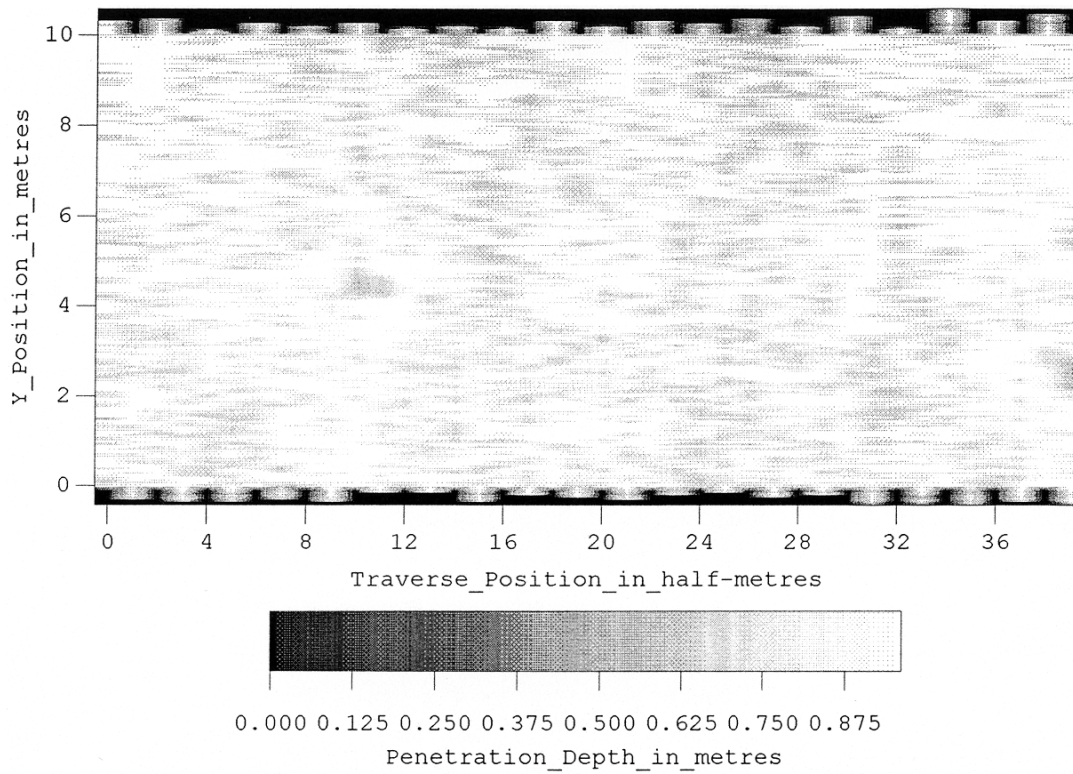 10
8
6
4
2
0
Y_Position_in_metres
0 4 8 12 16 20 24 28 32 36
Traverse_Position_in_half-metres
0.000 0.125 0.250 0.375 0.500 0.625 0.750 0.875
Penetration_Depth_in_metres